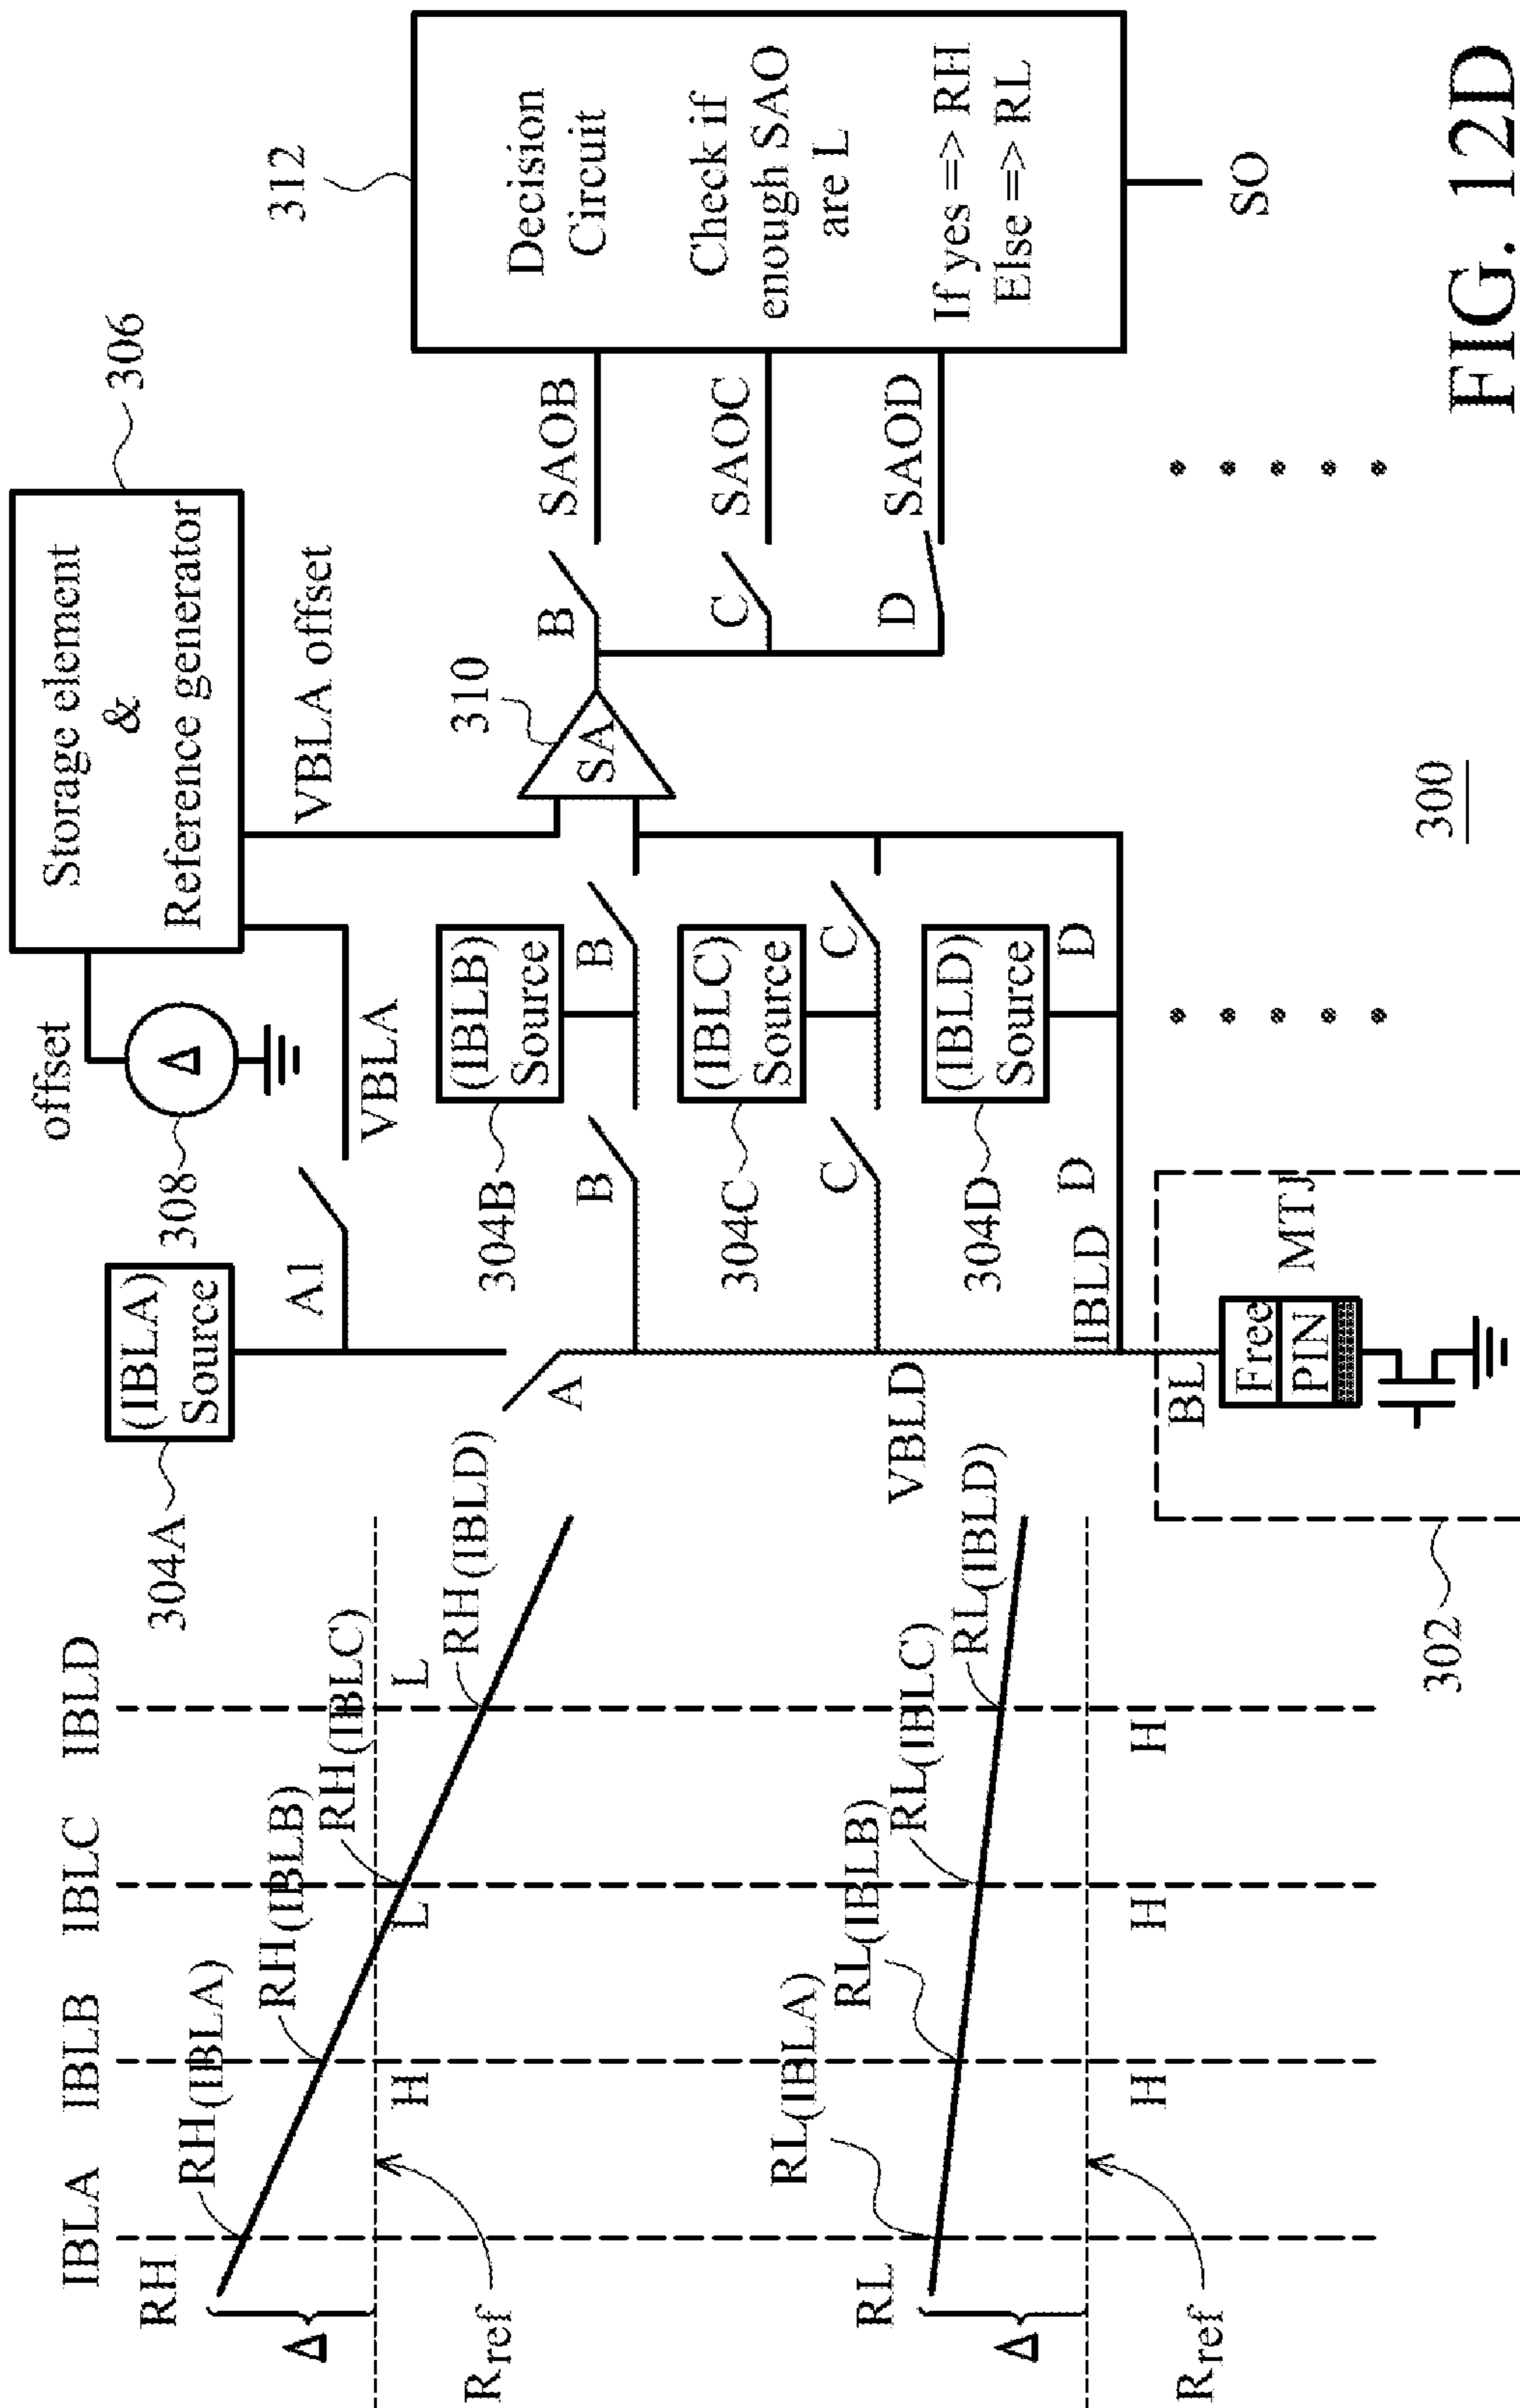 IBLA
IBLB
IBLC
IBLD
RH
RH(IBLA)
RH(IBLB)
RH(IBLC)
RH(IBLD)
Δ
H
L
L
Rref
RL
RL(IBLA)
RL(IBLB)
RL(IBLC)
RL(IBLD)
Δ
H
H
H
Rref
304A
(IBLA)
Source
308
offset
Δ
Storage element
&
Reference generator
306
A1
VBLA
VBLA offset
A
304B
(IBLB)
Source
B
B
304C
(IBLC)
Source
C
C
304D
(IBLD)
Source
D
D
VBLD
IBLD
310
SA
B
SAOB
C
SAOC
D
SAOD
312
Decision
Circuit
Check if
enough SAO
are L
If yes => RH
Else => RL
SO
302
BL
Free
PIN
MTJ
300
FIG. 12D